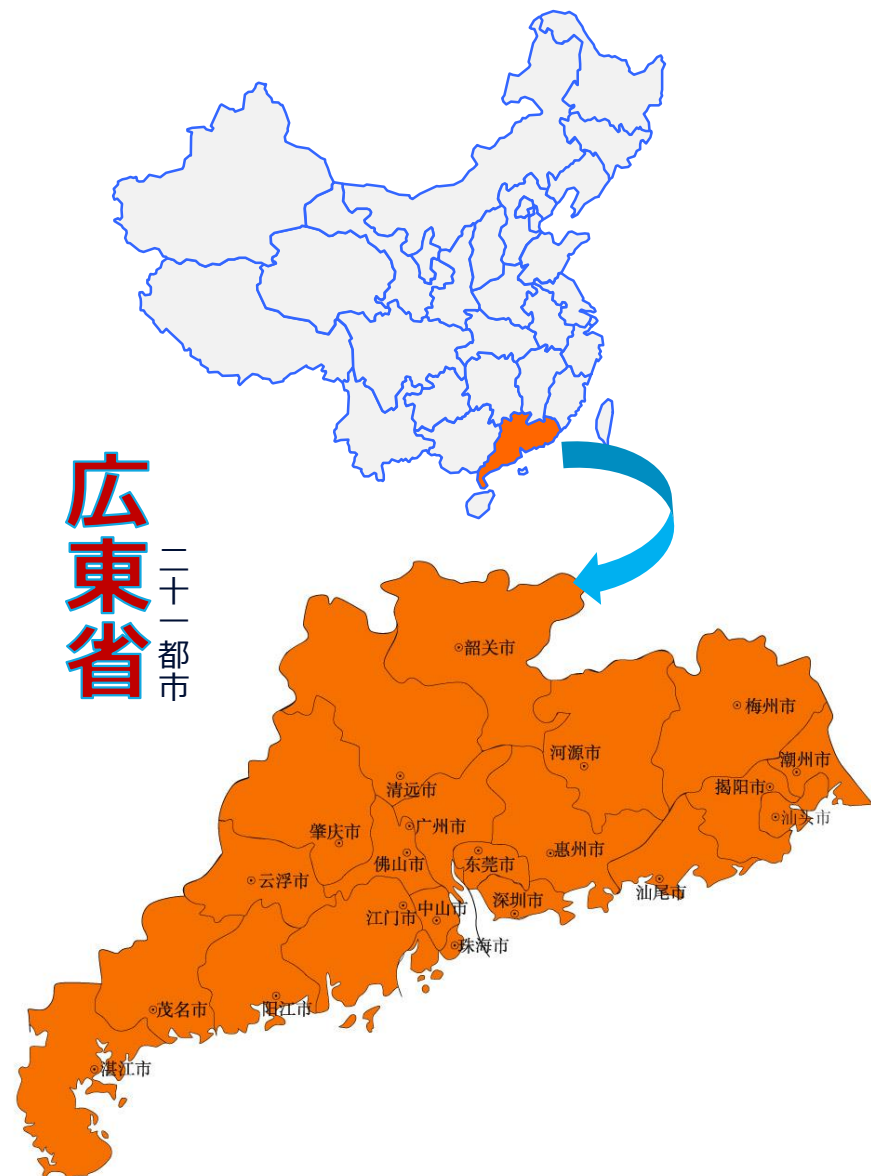 広東省
二十一都市
韶关市
梅州市
河源市
潮州市
清远市
揭阳市
汕头市
广州市
肇庆市
惠州市
佛山市
东莞市
云浮市
汕尾市
深圳市
中山市
江门市
珠海市
茂名市
阳江市
湛江市